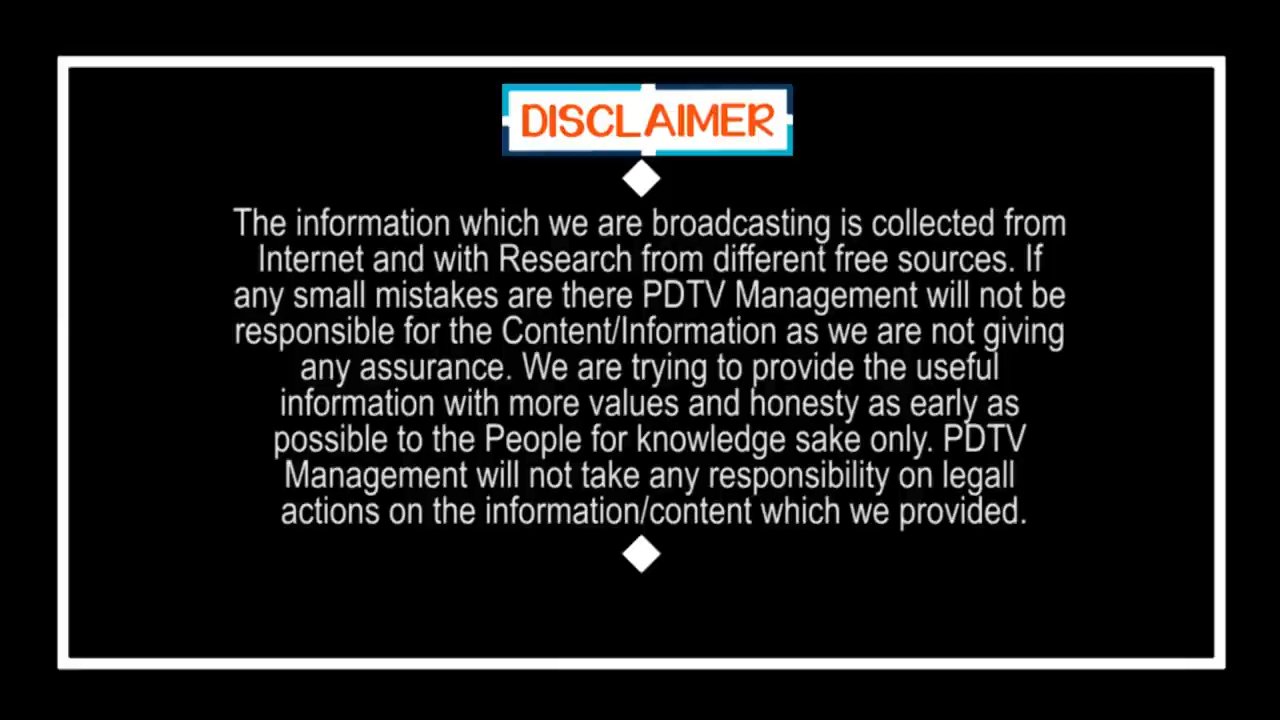 DISCLAIMER
The information which we are broadcasting is collected from
Internet and with Research from different free sources. If
any small mistakes are there PDTV Management will not be
responsible for the Content/Information as we are not giving
any assurance. We are trying to provide the useful
information with more values and honesty as early as
possible to the People for knowledge sake only. PDTV
Management will not take any responsibility on legall
actions on the information/content which we provided.